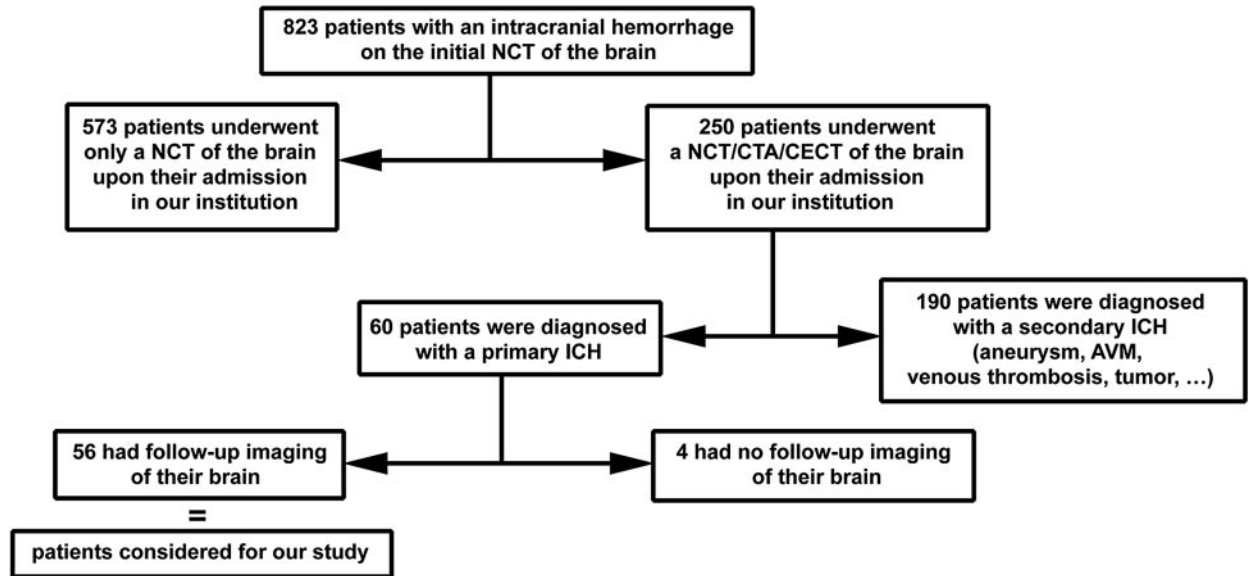 823 patients with an intracranial hemorrhage
on the initial NCT of the brain
573 patients underwent
only a NCT of the brain
upon their admission
in our institution
250 patients underwent
a NCT/CTA/CECT of the brain
upon their admission
in our institution
60 patients were diagnosed
with a primary ICH
190 patients were diagnosed
with a secondary ICH
(aneurysm, AVM,
venous thrombosis, tumor, ...)
56 had follow-up imaging
of their brain
4 had no follow-up imaging
of their brain
=
patients considered for our study